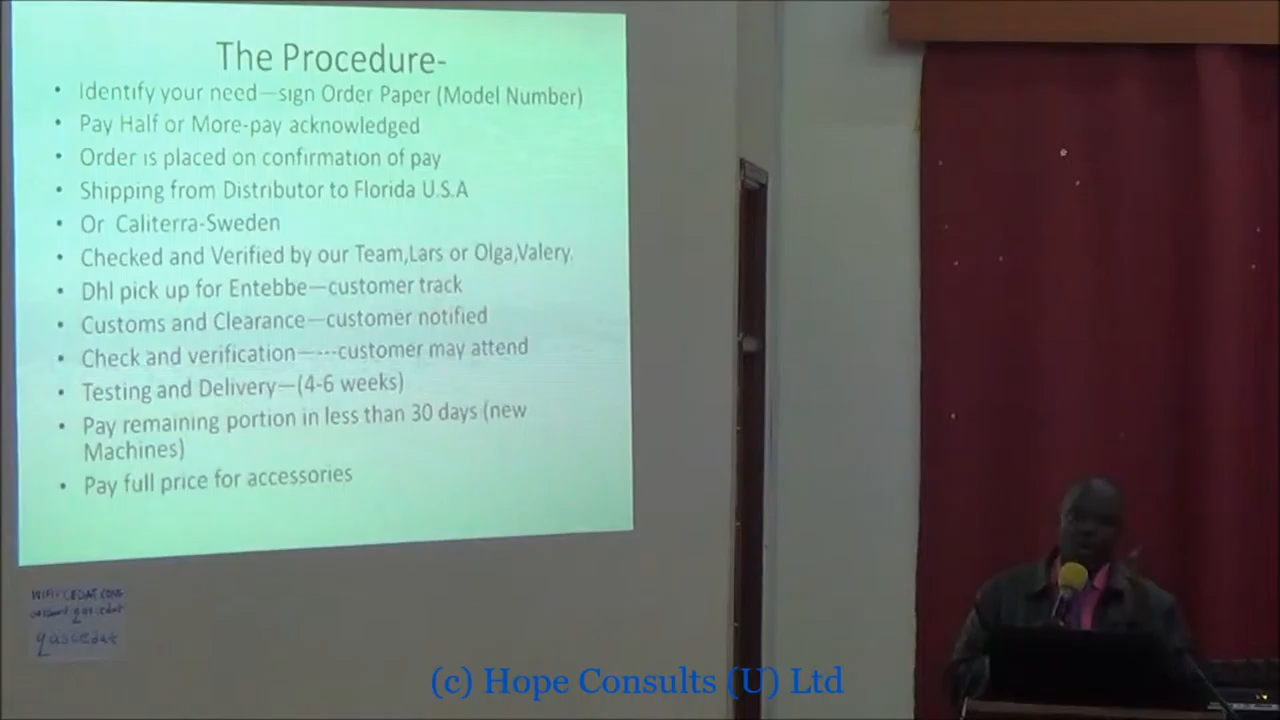 The Procedure-
• Identify your need—sign Order Paper (Model Number)
• Pay Half or More-pay acknowledged
• Order is placed on confirmation of pay
• Shipping from Distributor to Florida U.S.A
• Or Caliterra-Sweden
• Checked and Verified by our Team,Lars or Olga,Valery.
• Dhl pick up for Entebbe—customer track
• Customs and Clearance—customer notified
• Check and verification—---customer may attend
• Testing and Delivery—(4-6 weeks)
• Pay remaining portion in less than 30 days (new
Machines)
• Pay full price for accessories
WIFI: CEDAT CONG
qascedat
(c) Hope Consults (U) Ltd